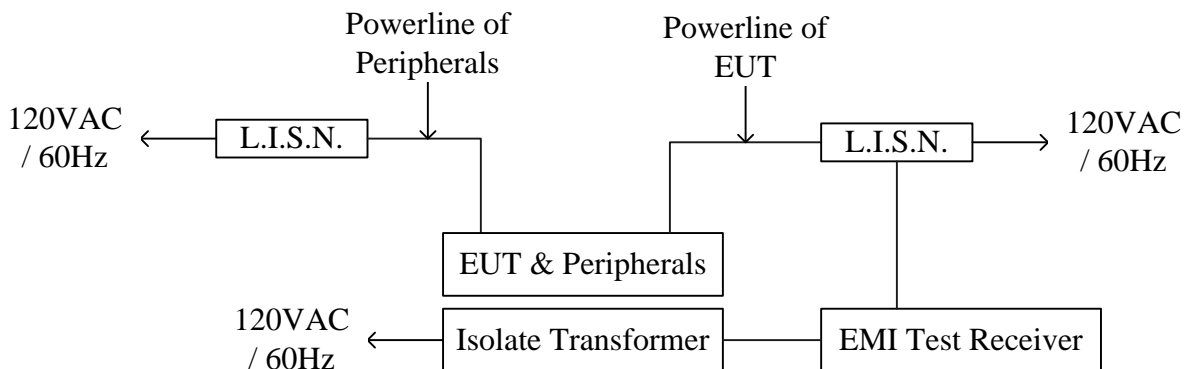 Powerline of
Peripherals
Powerline of
EUT
120VAC
/ 60Hz
L.I.S.N.
L.I.S.N.
120VAC
/ 60Hz
EUT & Peripherals
120VAC
/ 60Hz
Isolate Transformer
EMI Test Receiver